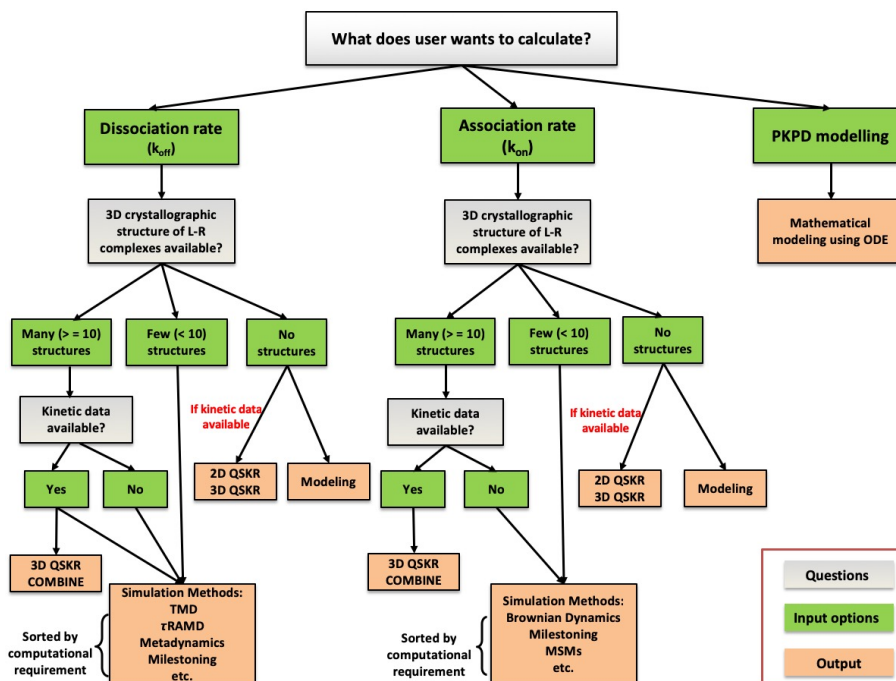 What does user wants to calculate?
Dissociation rate
(koff)
Association rate
(kon)
PKPD modelling
3D crystallographic
structure of L-R
complexes available?
3D crystallographic
structure of L-R
complexes available?
Mathematical
modeling using ODE
Many (> = 10)
structures
Few (< 10)
structures
No
structures
Many (> = 10)
structures
Few (< 10)
structures
No
structures
Kinetic data
available?
If kinetic data
available
Kinetic data
available?
If kinetic data
available
Yes
No
2D QSKR
3D QSKR
Modeling
Yes
No
2D QSKR
3D QSKR
Modeling
3D QSKR
COMBINE
3D QSKR
COMBINE
Simulation Methods:
TMD
τRAMD
Metadynamics
Milestoning
etc.
Sorted by
computational
requirement
Simulation Methods:
Brownian Dynamics
Milestoning
MSMs
etc.
Sorted by
computational
requirement
Questions
Input options
Output